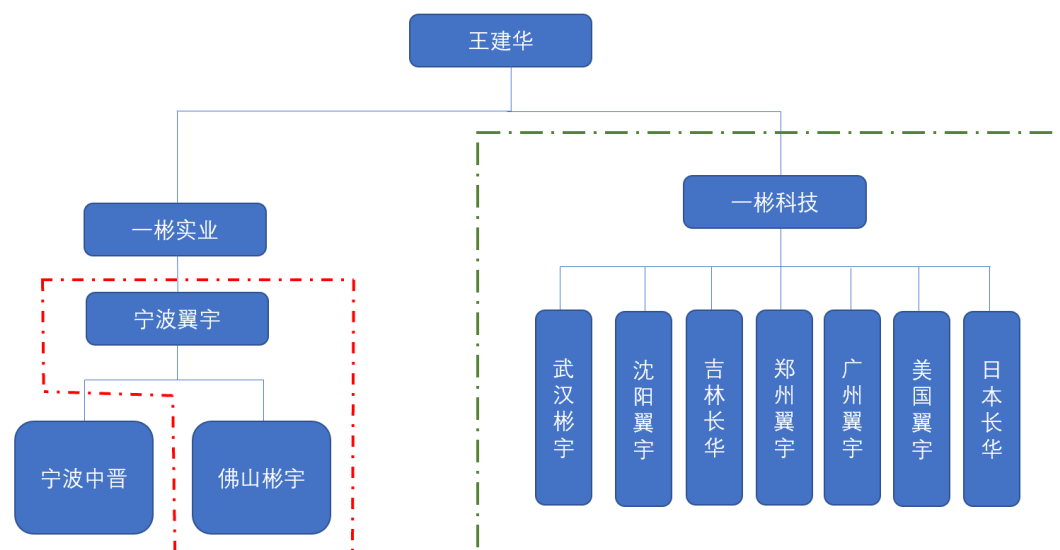 王建华
一彬科技
一彬实业
宁波翼宇
武汉彬宇
沈阳翼宇
吉林长华
郑州翼宇
广州翼宇
美国翼宇
日本长华
宁波中晋
佛山彬宇